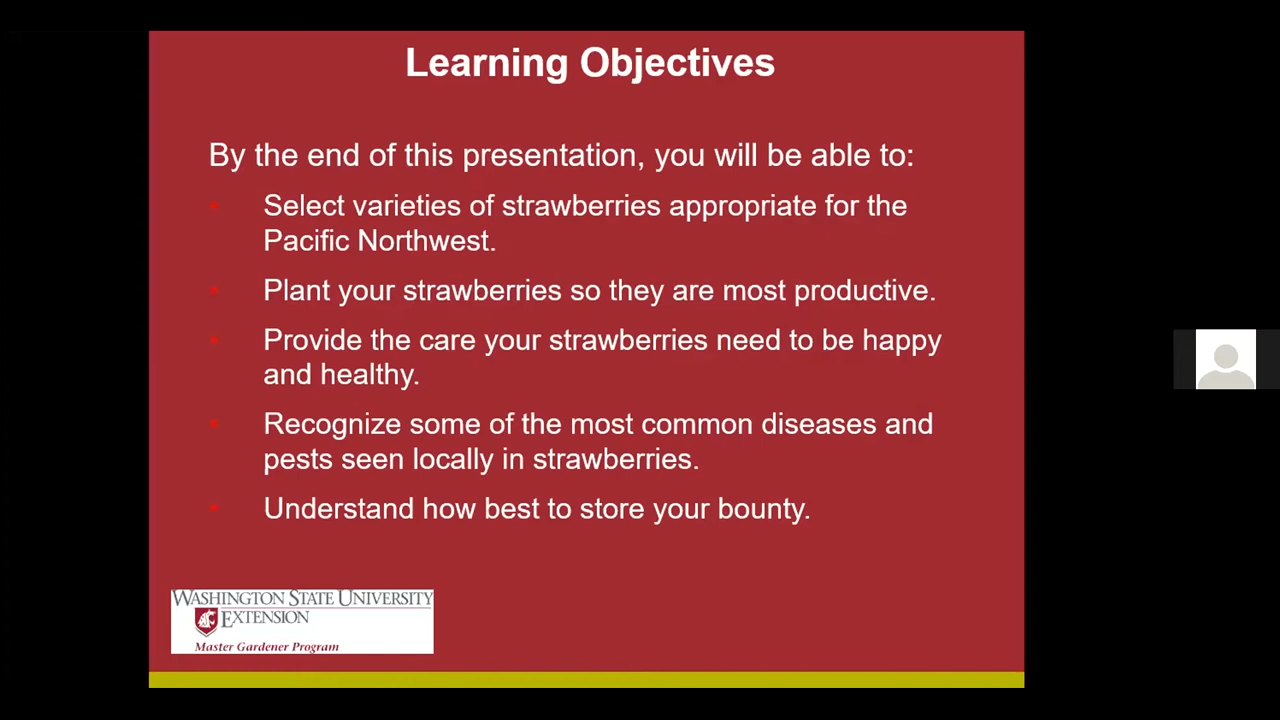 Learning Objectives
By the end of this presentation, you will be able to:
• Select varieties of strawberries appropriate for the
Pacific Northwest.
• Plant your strawberries so they are most productive.
• Provide the care your strawberries need to be happy
and healthy.
• Recognize some of the most common diseases and
pests seen locally in strawberries.
• Understand how best to store your bounty.
WASHINGTON STATE UNIVERSITY
EXTENSION
Master Gardener Program